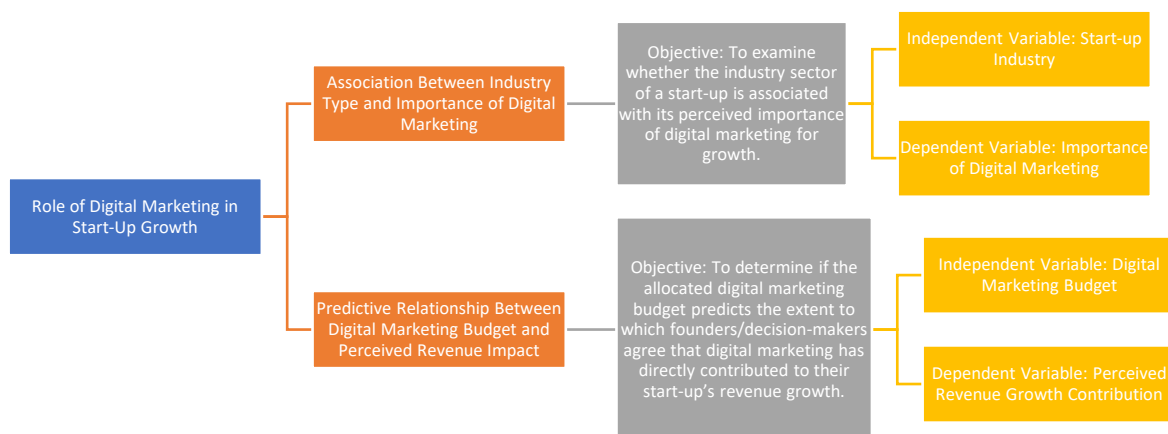 Role of Digital Marketing in
Start-Up Growth
Association Between Industry
Type and Importance of Digital
Marketing
Objective: To examine
whether the industry sector
of a start-up is associated
with its perceived importance
of digital marketing for
growth.
Independent Variable: Start-up
Industry
Dependent Variable: Importance
of Digital Marketing
Predictive Relationship Between
Digital Marketing Budget and
Perceived Revenue Impact
Objective: To determine if the
allocated digital marketing
budget predicts the extent to
which founders/decision-makers
agree that digital marketing has
directly contributed to their
start-up’s revenue growth.
Independent Variable: Digital
Marketing Budget
Dependent Variable: Perceived
Revenue Growth Contribution